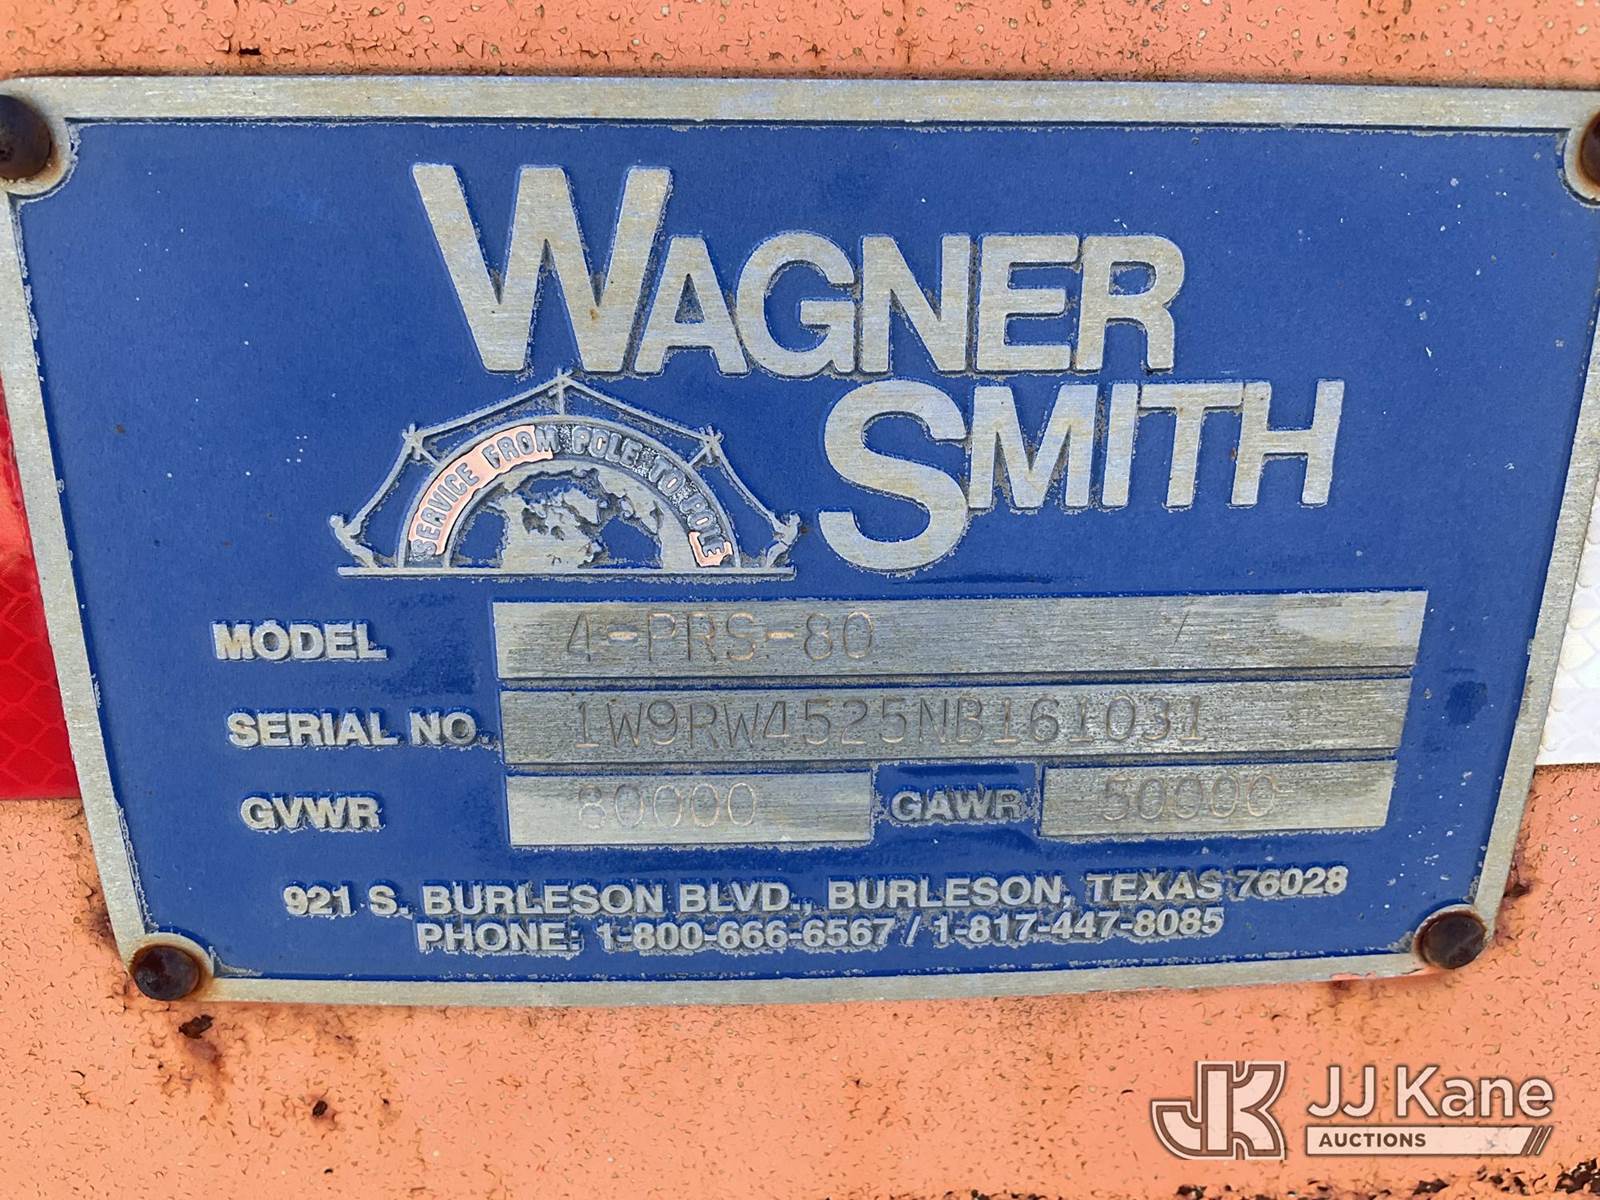 WAGNER
SMITH
SERVICE FROM POLE TO POLE
MODEL 4-PRS-80 /
SERIAL NO. 1W9RW4525NB161031
GVWR 80000 GAWR 50000
921 S. BURLESON BLVD., BURLESON, TEXAS 76028
PHONE: 1-800-666-6567 / 1-817-447-8085
JK JJ Kane
AUCTIONS